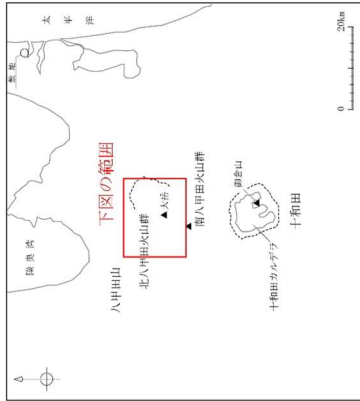 太平洋
敷地
陸奥湾
下図の範囲
八甲田山
北八甲田火山群
大岳
南八甲田火山群
御倉山
十和田
十和田カルデラ
0
20km